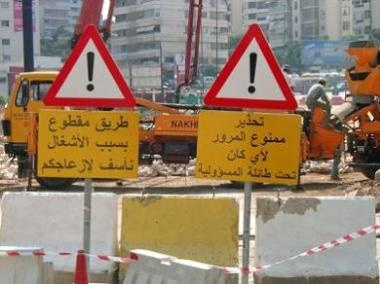 طريق مقطوع
بسبب الأشغال
نأسف لإزعاجكم
تحذير
ممنوع المرور
لأي كان
تحت طائلة المسؤولية
NAKH